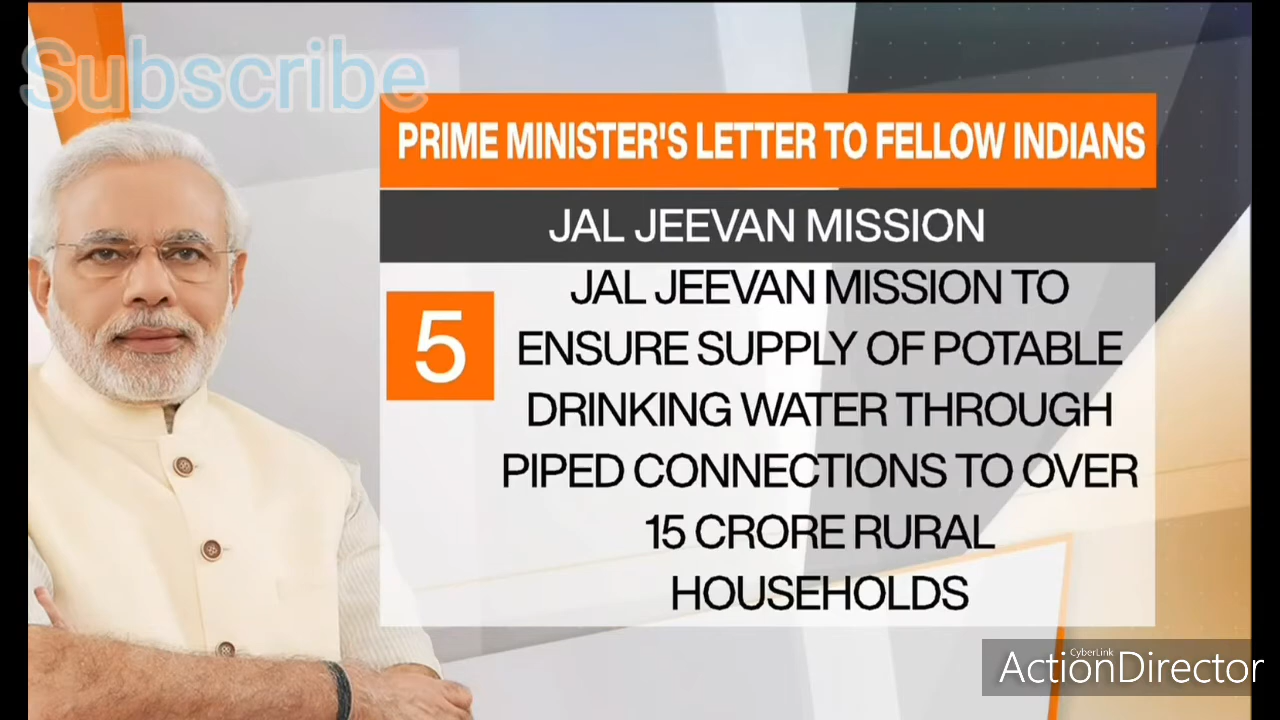 Subscribe
PRIME MINISTER'S LETTER TO FELLOW INDIANS
JAL JEEVAN MISSION
5
JAL JEEVAN MISSION TO
ENSURE SUPPLY OF POTABLE
DRINKING WATER THROUGH
PIPED CONNECTIONS TO OVER
15 CRORE RURAL
HOUSEHOLDS
CyberLink
ActionDirector